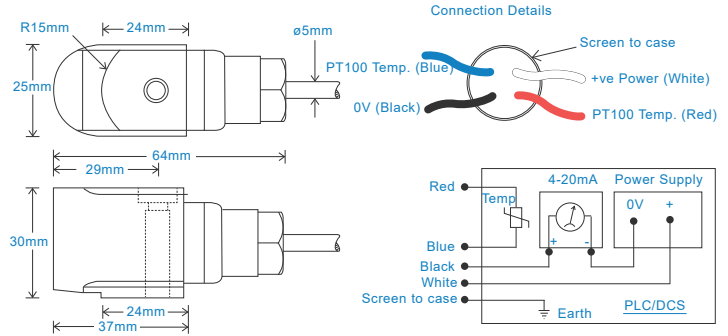 Connection Details
R15mm
24mm
ø5mm
25mm
64mm
29mm
Screen to case
PT100 Temp. (Blue)
+ve Power (White)
0V (Black)
PT100 Temp. (Red)
30mm
24mm
37mm
4-20mA
Power Supply
Red
Temp
0V
+
Blue
+
-
Black
White
Screen to case
Earth
PLC/DCS